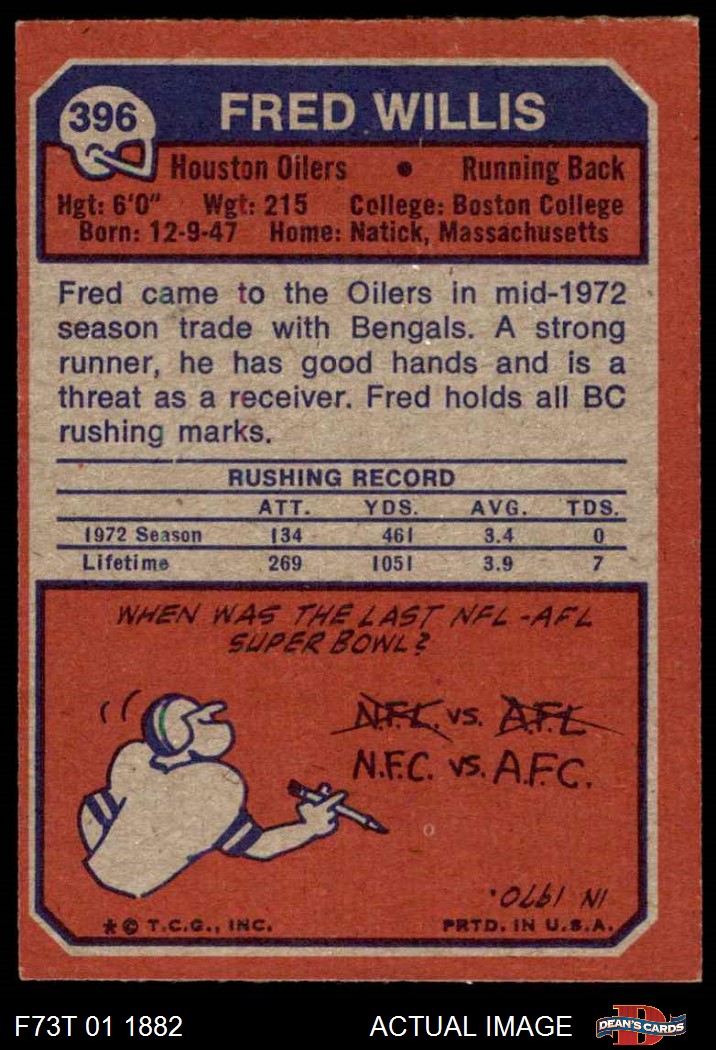 396
FRED WILLIS
Houston Oilers • Running Back
Hgt: 6'0" Wgt: 215 College: Boston College
Born: 12-9-47 Home: Natick, Massachusetts
Fred came to the Oilers in mid-1972
season trade with Bengals. A strong
runner, he has good hands and is a
threat as a receiver. Fred holds all BC
rushing marks.
RUSHING RECORD
ATT. YDS. AVG. TDS.
1972 Season 134 461 3.4 0
Lifetime 269 1051 3.9 7
WHEN WAS THE LAST NFL-AFL
SUPER BOWL?
N.F.L. vs. A.F.L
N.F.C. vs. A.F.C.
IN 1970.
* © T.C.G., INC. PRTD. IN U.S.A.
F73T 01 1882 ACTUAL IMAGE
D
DEAN'S CARDS